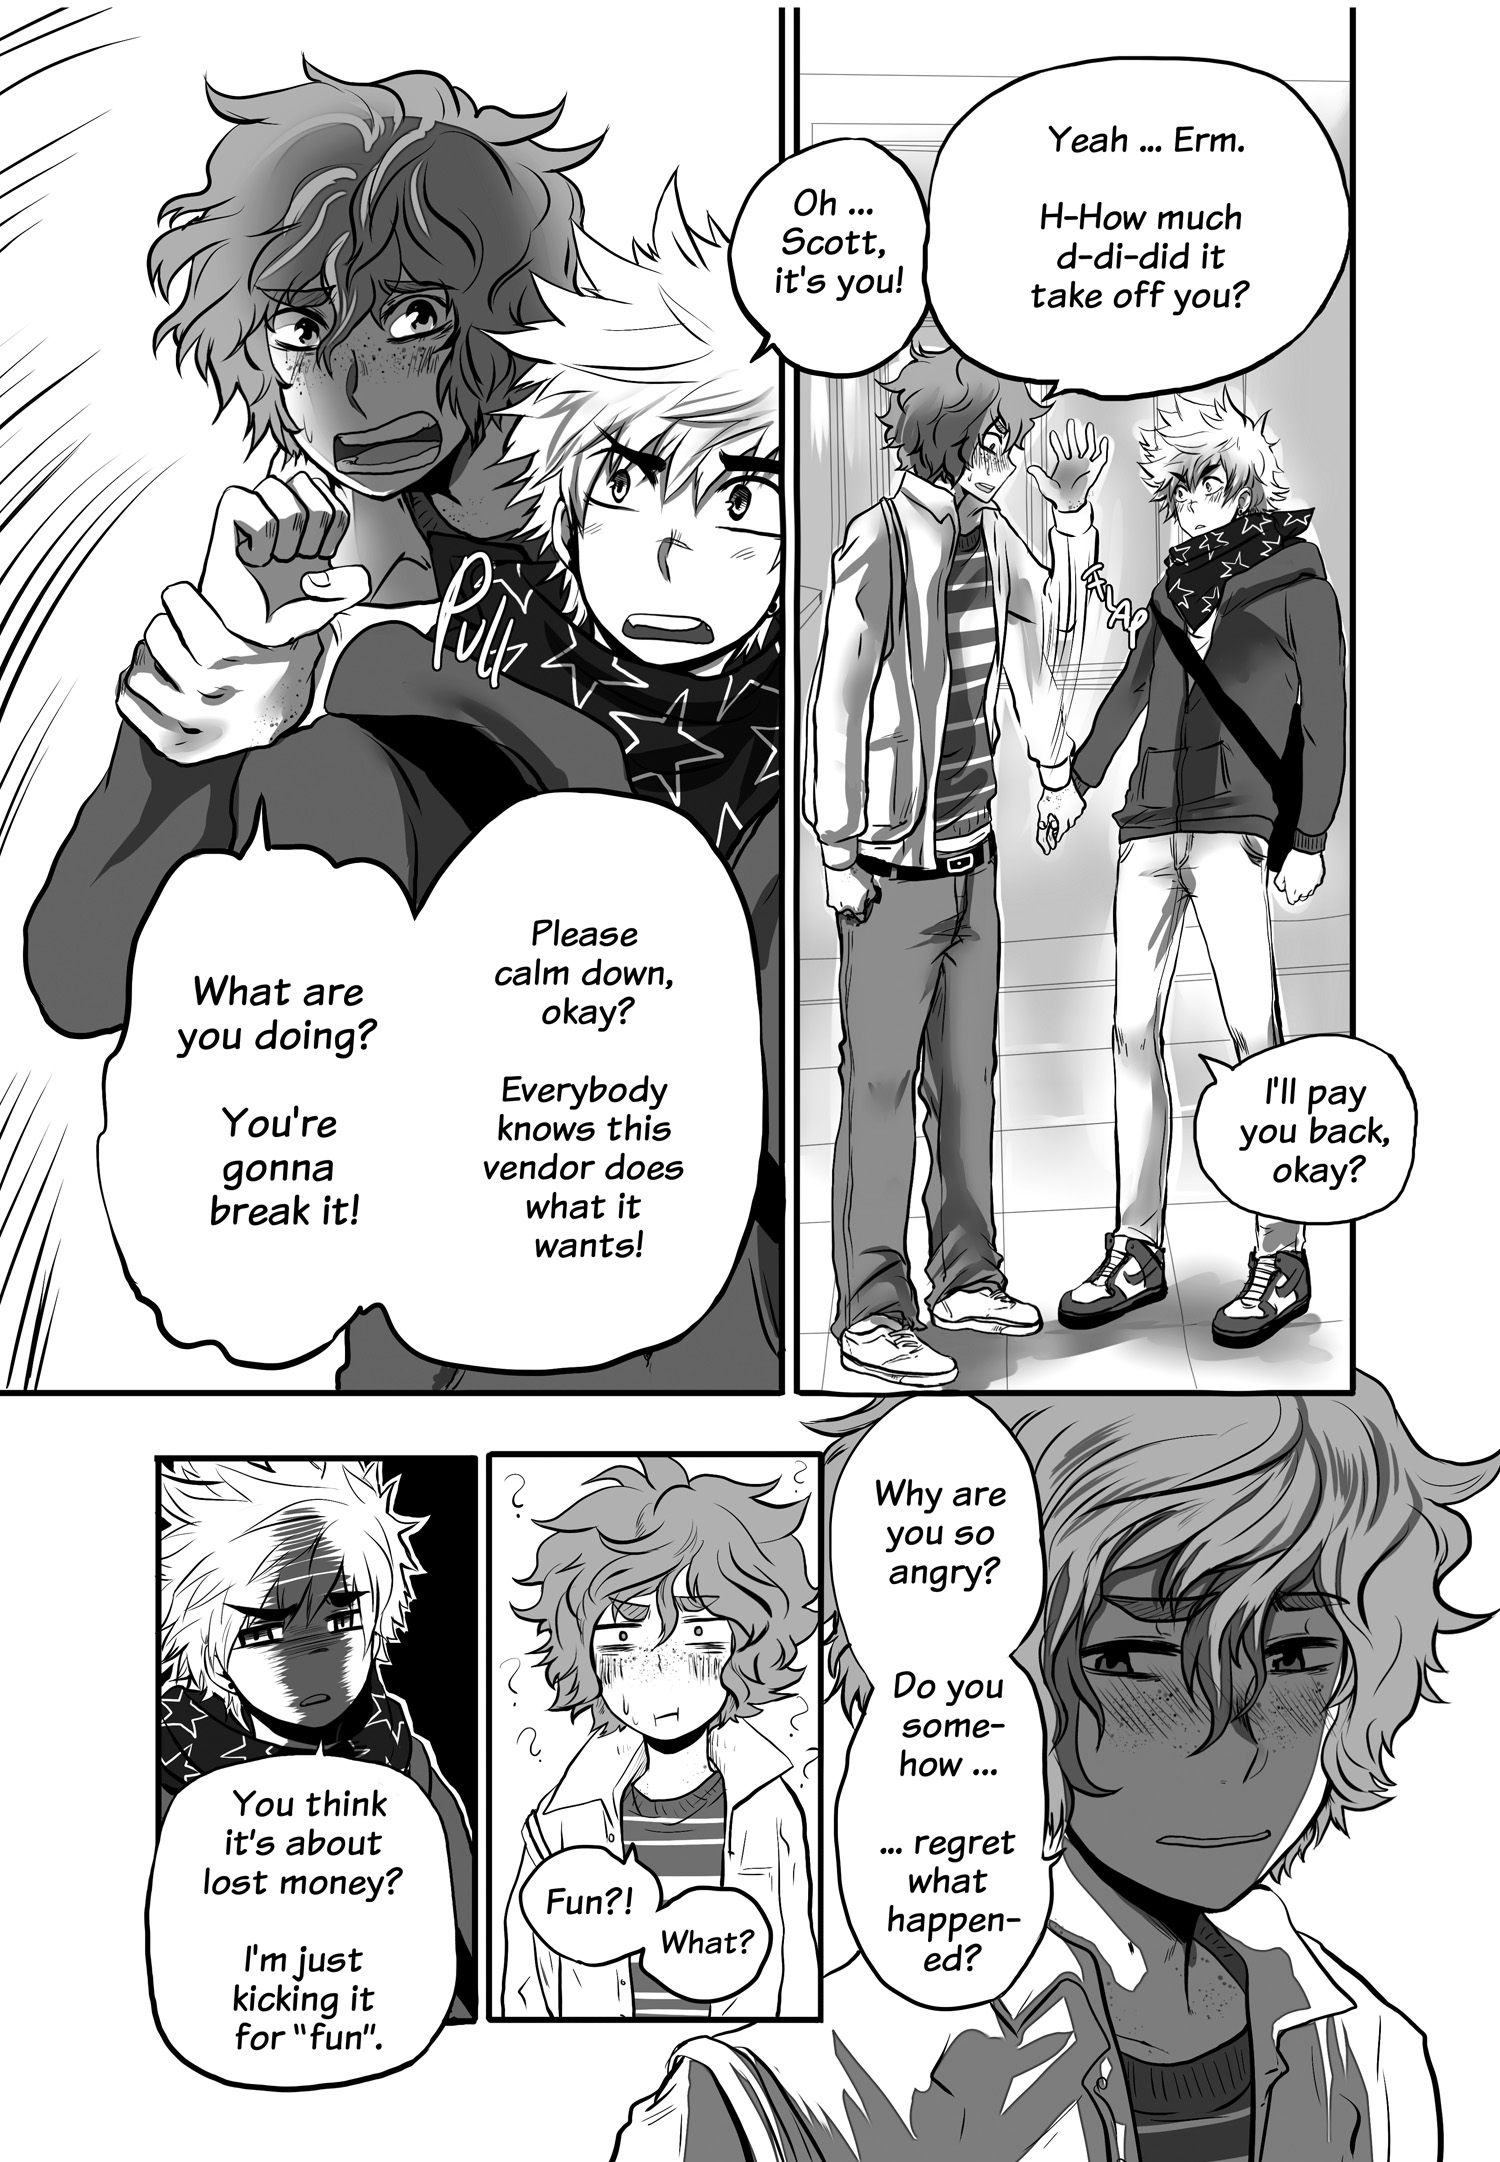 What are
you doing?
You're
gonna
break it!
Please
calm down,
okay?
Everybody
knows this
vendor does
what it
wants!
Pull
Oh ...
Scott,
it's you!
Yeah ... Erm.
H-How much
d-di-did it
take off you?
FLAP
I'll pay
you back,
okay?
You think
it's about
lost money?
I'm just
kicking it
for "fun".
? ? ? ? ? ?
Fun?!
What?
Why are
you so
angry?
Do you
some-
how ...
... regret
what
happen-
ed?